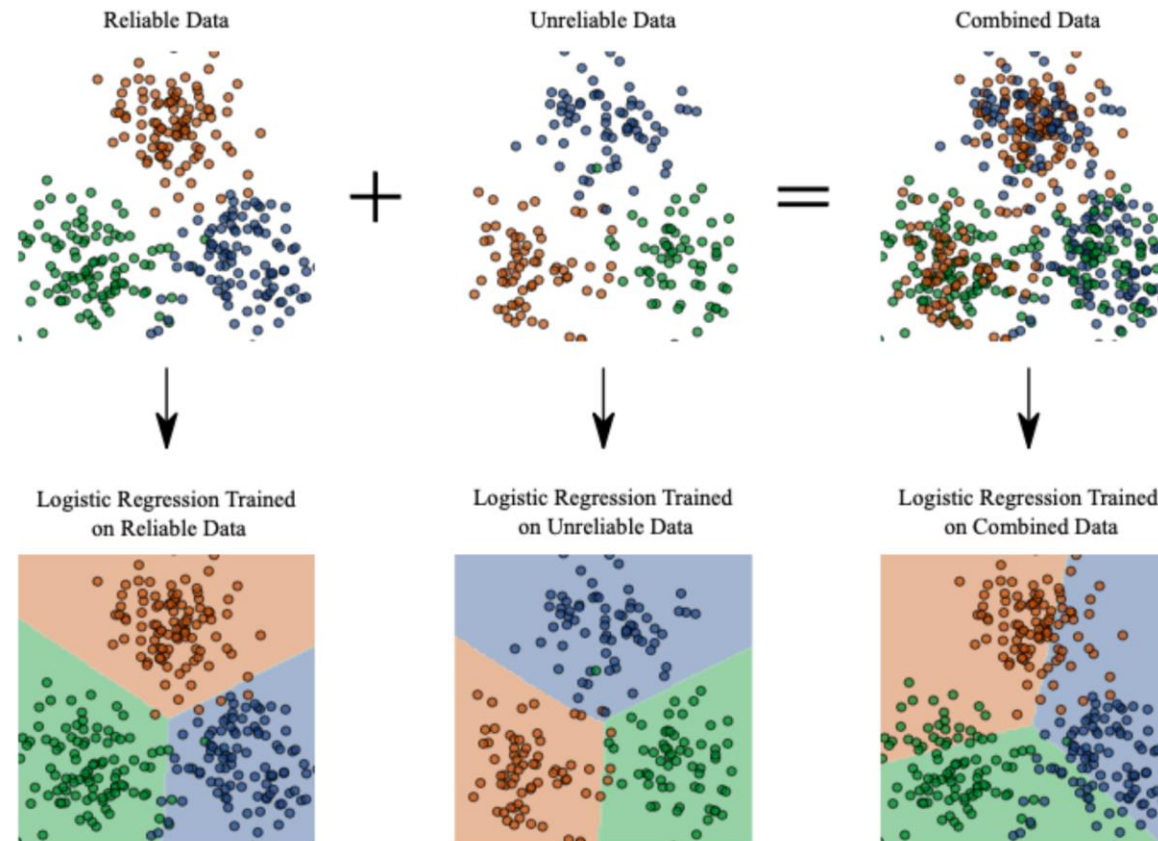 Reliable Data
Unreliable Data
Combined Data
+
=
Logistic Regression Trained
on Reliable Data
Logistic Regression Trained
on Unreliable Data
Logistic Regression Trained
on Combined Data